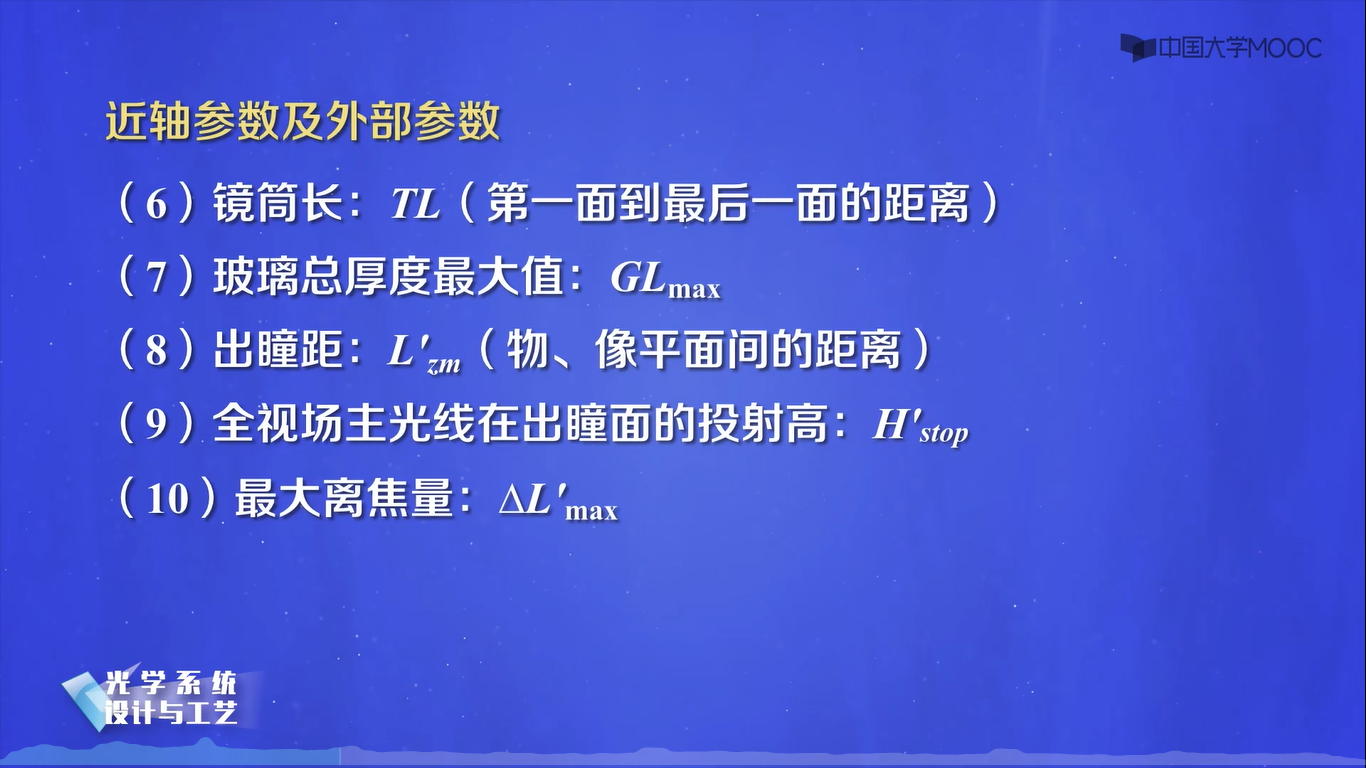 中国大学MOOC
近轴参数及外部参数
（6）镜筒长：TL（第一面到最后一面的距离）
（7）玻璃总厚度最大值：GLmax
（8）出瞳距：L'zm（物、像平面间的距离）
（9）全视场主光线在出瞳面的投射高：H'stop
（10）最大离焦量：ΔL'max
光学系统
设计与工艺